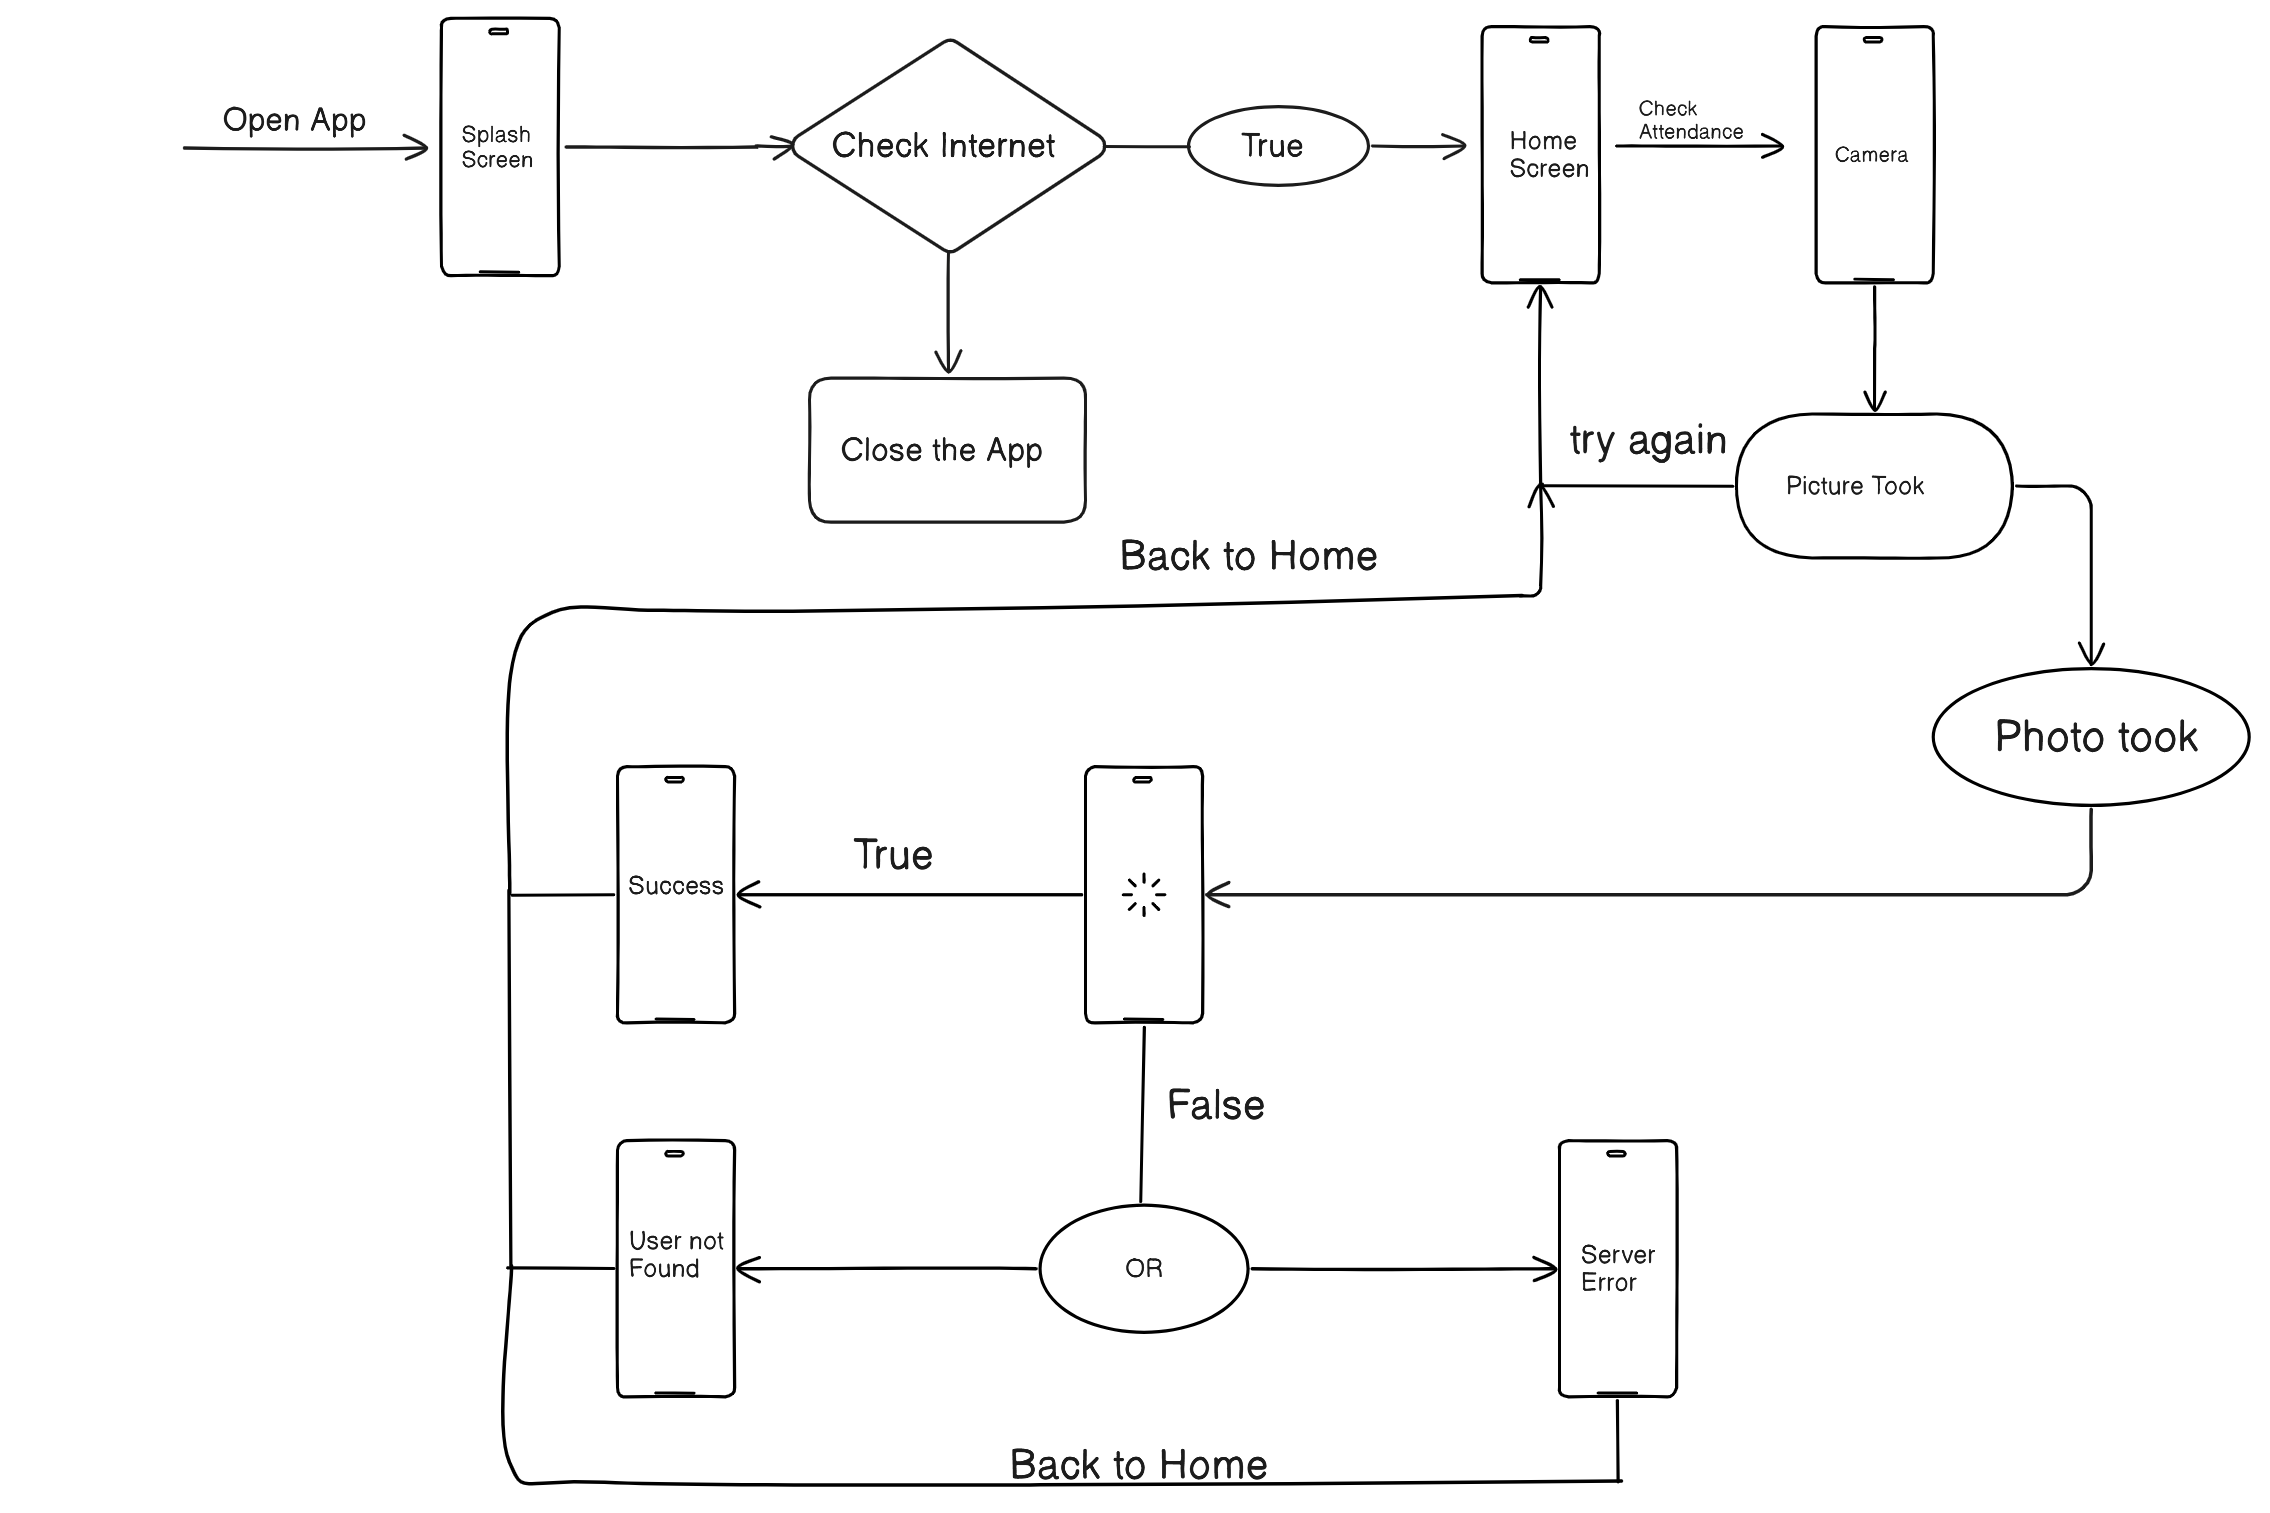 Open App
Splash
Screen
Check Internet
True
Home
Screen
Check
Attendance
Camera
Close the App
try again
Picture Took
Back to Home
Photo took
Success
True
False
User not
Found
OR
Server
Error
Back to Home